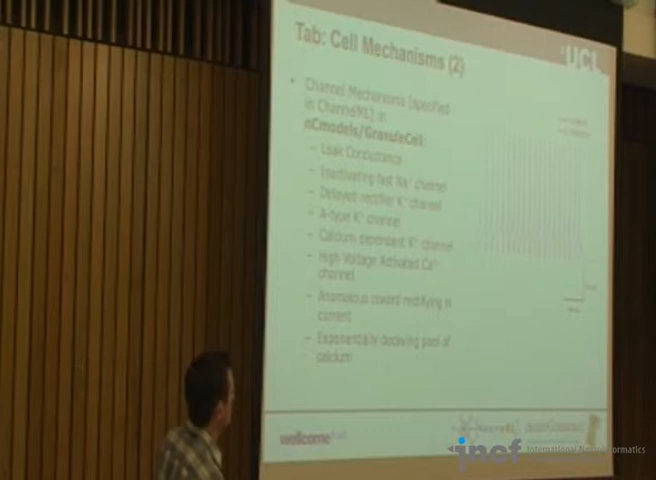 Tab: Cell Mechanisms (2)
UCL
• Channel Mechanisms [specified
in ChannelML] in
nCmodels/GranuleCell:
– Leak Conductance
– Inactivating fast Na⁺ channel
– Delayed rectifier K⁺ channel
– A-type K⁺ channel
– Calcium dependent K⁺ channel
– High Voltage Activated Ca²⁺
channel
– Anomalous inward rectifying H
current
– Exponentially decaying pool of
calcium
wellcome trust
incf International Neuroinformatics